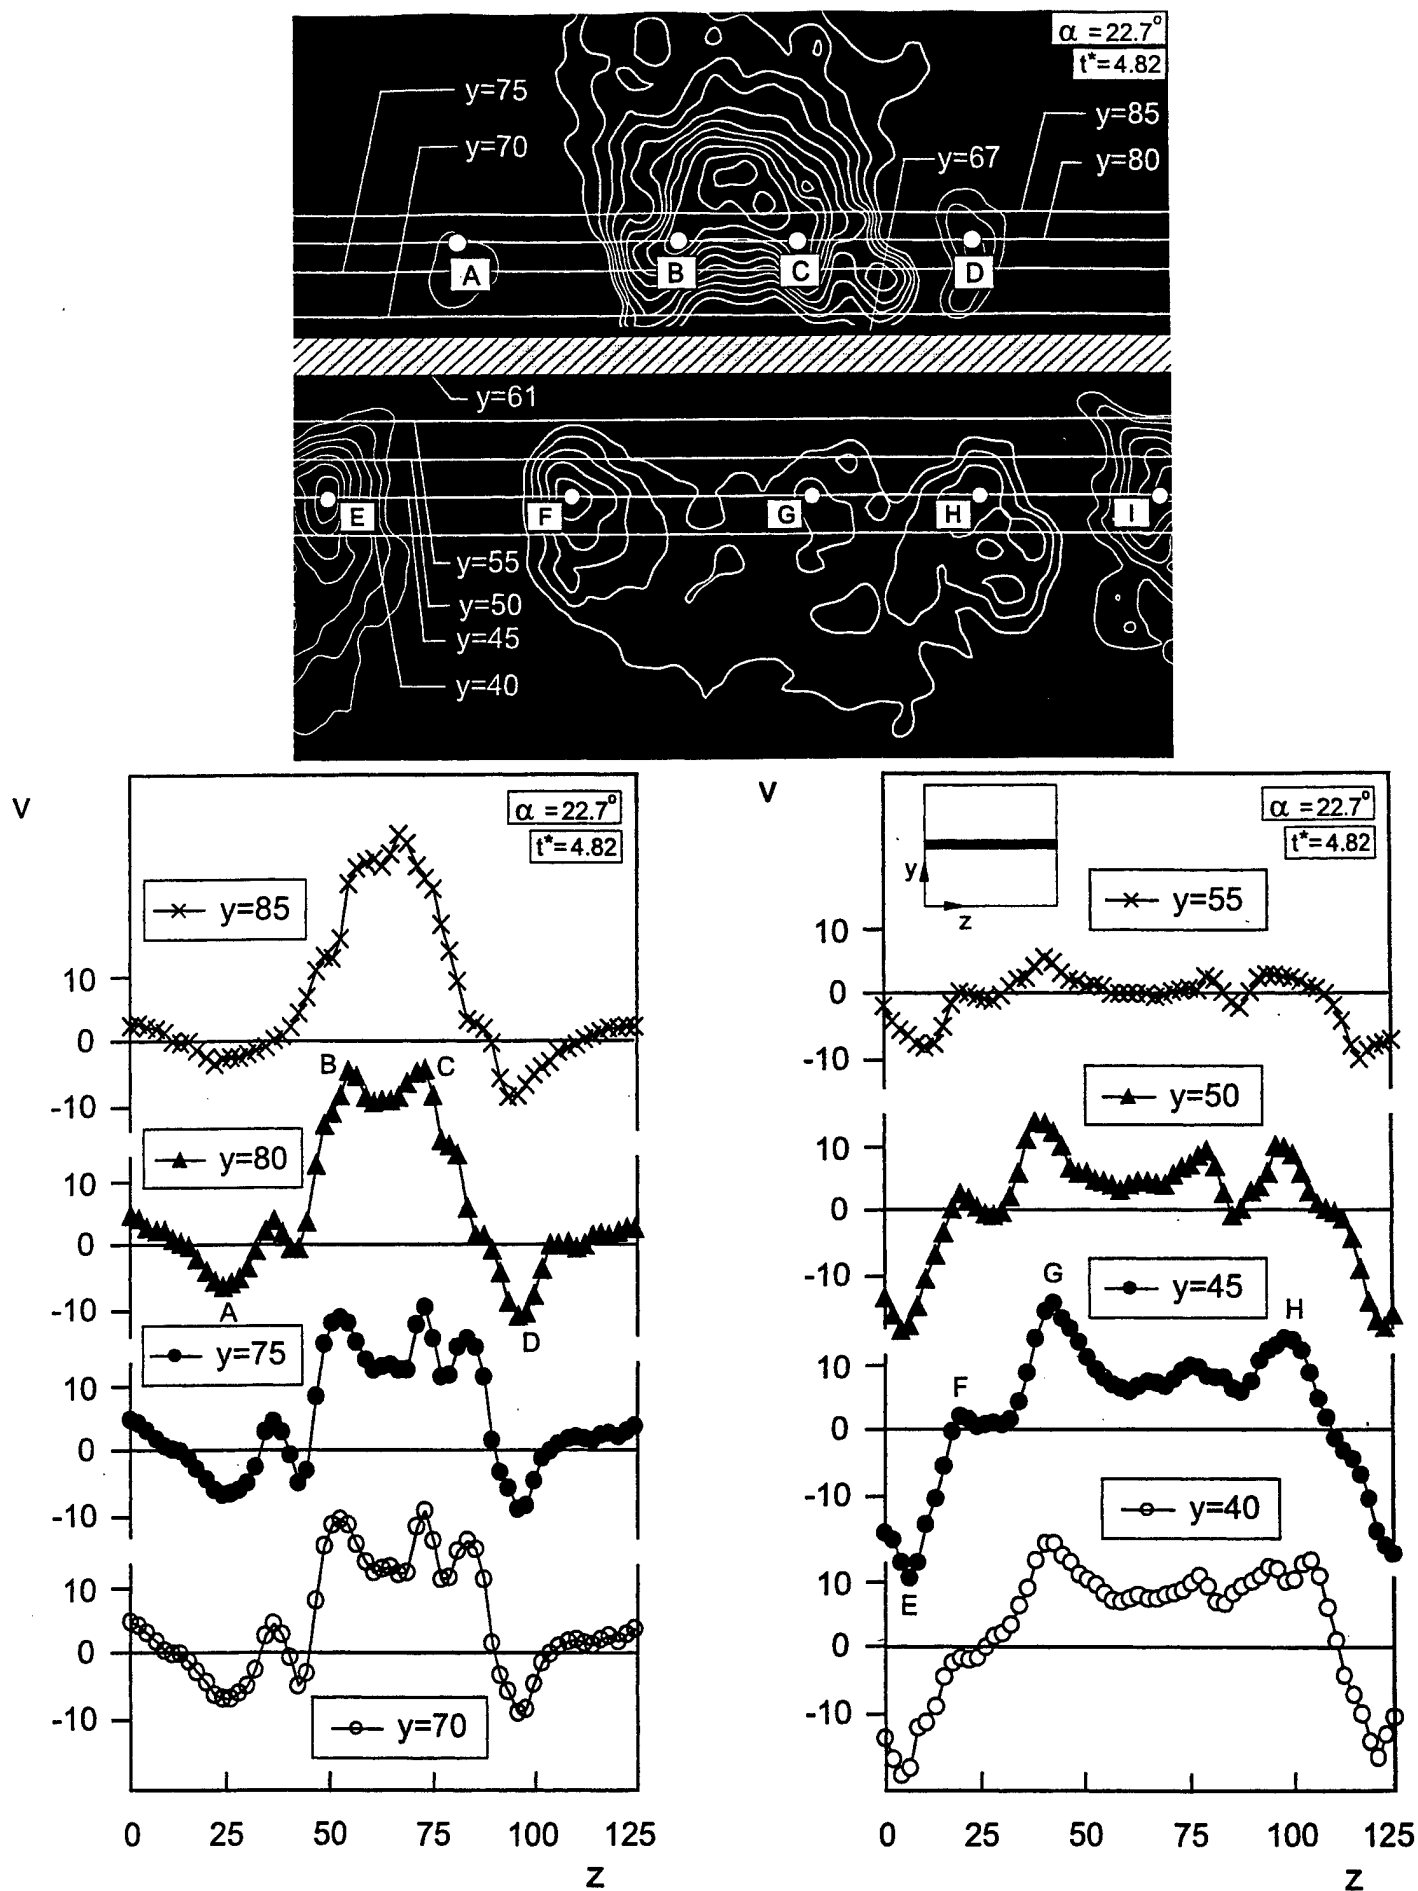 α = 22.7°
t* = 4.82
y=75
y=85
y=70
y=67
y=80
A
B
C
D
y=61
E
F
G
H
I
y=55
y=50
y=45
y=40
V
α = 22.7°
t* = 4.82
y=85
10
0
B
C
-10
y=80
10
0
-10
A
D
y=75
10
0
-10
10
0
-10
y=70
0
25
50
75
100
125
Z
V
α = 22.7°
t* = 4.82
y
z
y=55
10
0
-10
y=50
10
0
-10
G
y=45
H
10
F
0
-10
y=40
10
E
0
-10
0
25
50
75
100
125
Z